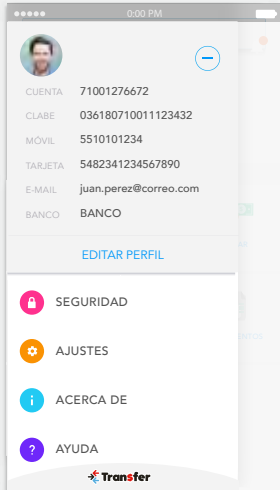 0:00 PM
CUENTA 71001276672
CLABE 036180710011123432
MÓVIL 5510101234
TARJETA 5482341234567890
E-MAIL juan.perez@correo.com
BANCO BANCO
EDITAR PERFIL
SEGURIDAD
AJUSTES
i ACERCA DE
? AYUDA
Transfer